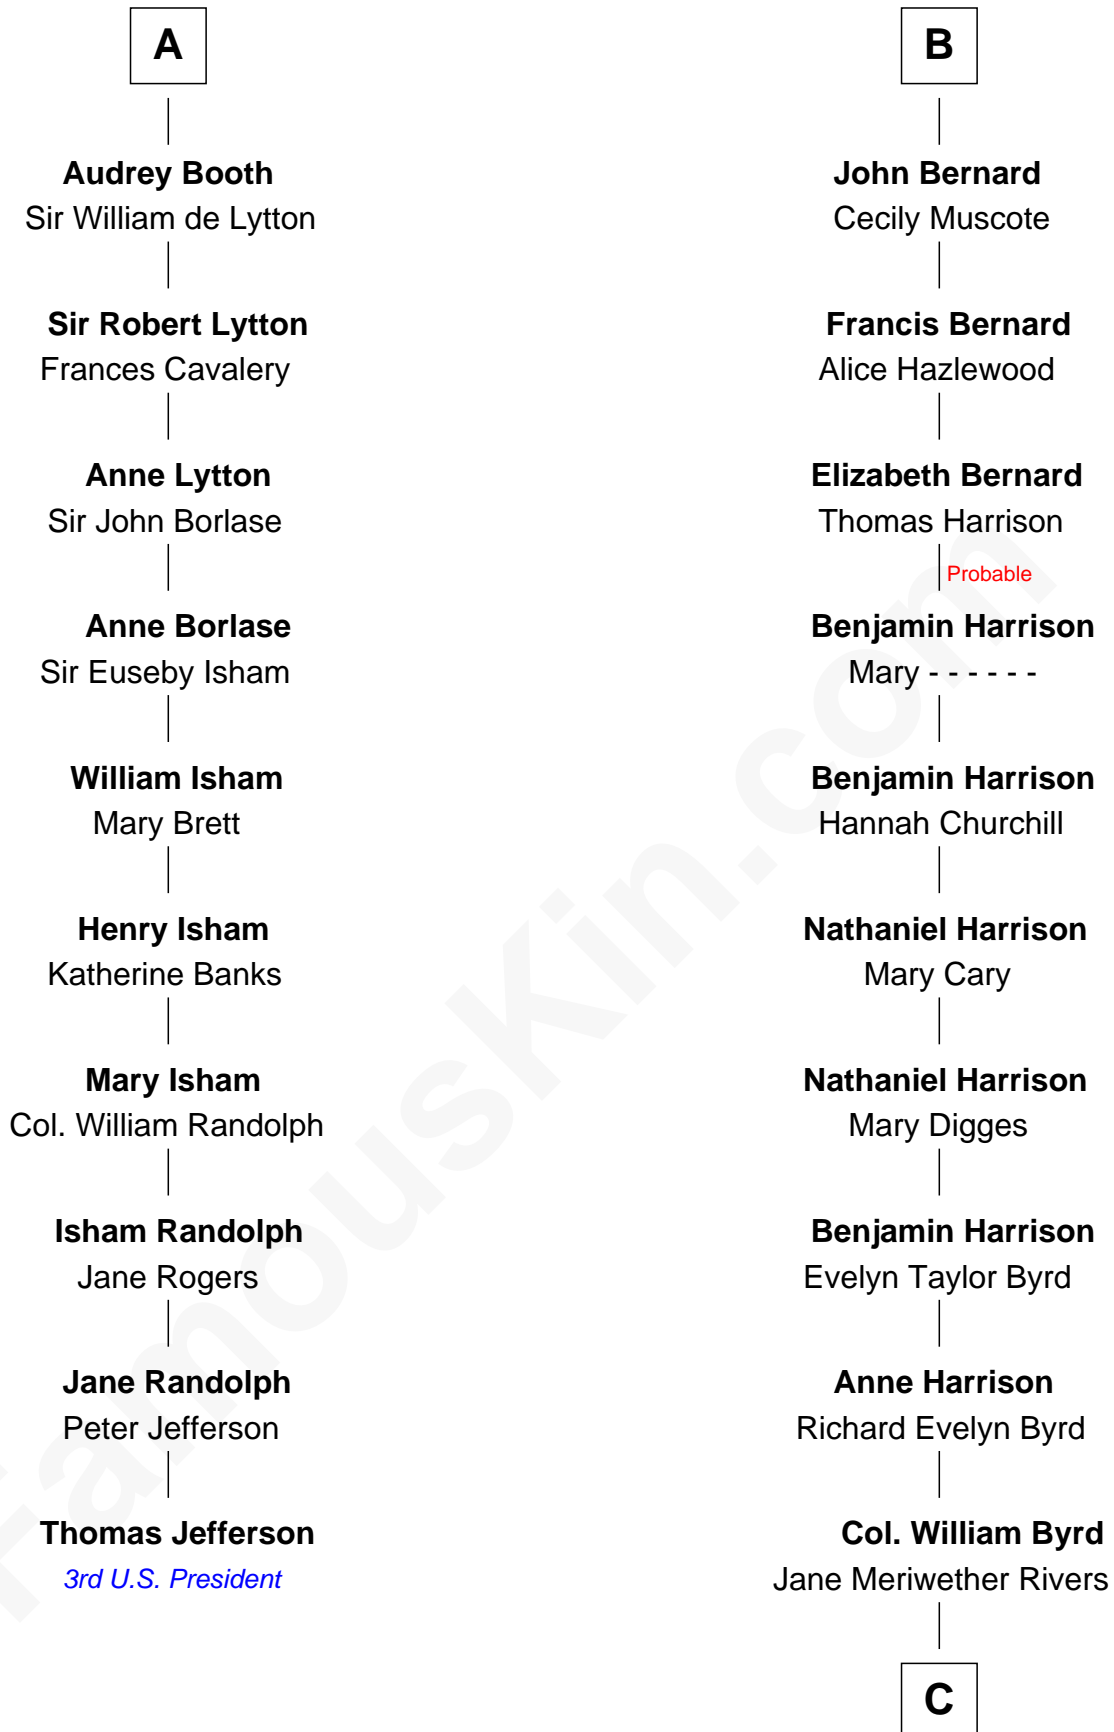 A
Audrey Booth
Sir William de Lytton
Sir Robert Lytton
Frances Cavalery
Anne Lytton
Sir John Borlase
Anne Borlase
Sir Euseby Isham
William Isham
Mary Brett
Henry Isham
Katherine Banks
Mary Isham
Col. William Randolph
Isham Randolph
Jane Rogers
Jane Randolph
Peter Jefferson
Thomas Jefferson
3rd U.S. President
B
John Bernard
Cecily Muscote
Francis Bernard
Alice Hazlewood
Elizabeth Bernard
Thomas Harrison
Probable
Benjamin Harrison
Mary - - - - - -
Benjamin Harrison
Hannah Churchill
Nathaniel Harrison
Mary Cary
Nathaniel Harrison
Mary Digges
Benjamin Harrison
Evelyn Taylor Byrd
Anne Harrison
Richard Evelyn Byrd
Col. William Byrd
Jane Meriwether Rivers
C
FamousKin.com